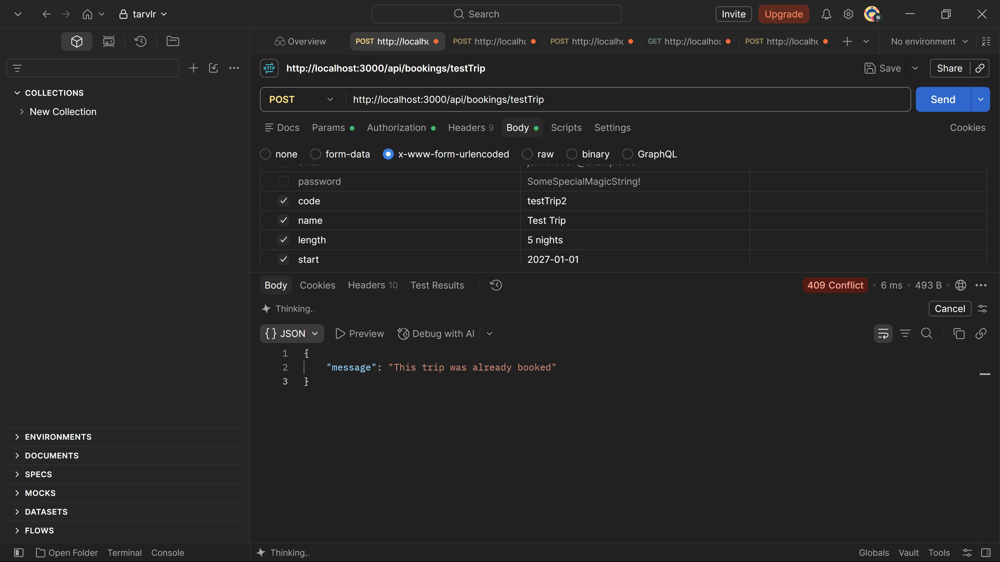 tarvlr
Search
Invite
Upgrade
N
Overview
POST http://localhc
POST http://localhc
POST http://localhc
GET http://localhos
POST http://localhc
No environment
HTTP
http://localhost:3000/api/bookings/testTrip
Save
Share
COLLECTIONS
New Collection
POST
http://localhost:3000/api/bookings/testTrip
Send
Docs
Params
Authorization
Headers 9
Body
Scripts
Settings
Cookies
none
form-data
x-www-form-urlencoded
raw
binary
GraphQL
password SomeSpecialMagicString!
code testTrip2
name Test Trip
length 5 nights
start 2027-01-01
Body
Cookies
Headers 10
Test Results
409 Conflict
6 ms
493 B
Thinking..
Cancel
{} JSON
Preview
Debug with AI
1 {
2 "message": "This trip was already booked"
3 }
ENVIRONMENTS
DOCUMENTS
SPECS
MOCKS
DATASETS
FLOWS
Open Folder
Terminal
Console
Thinking..
Globals
Vault
Tools